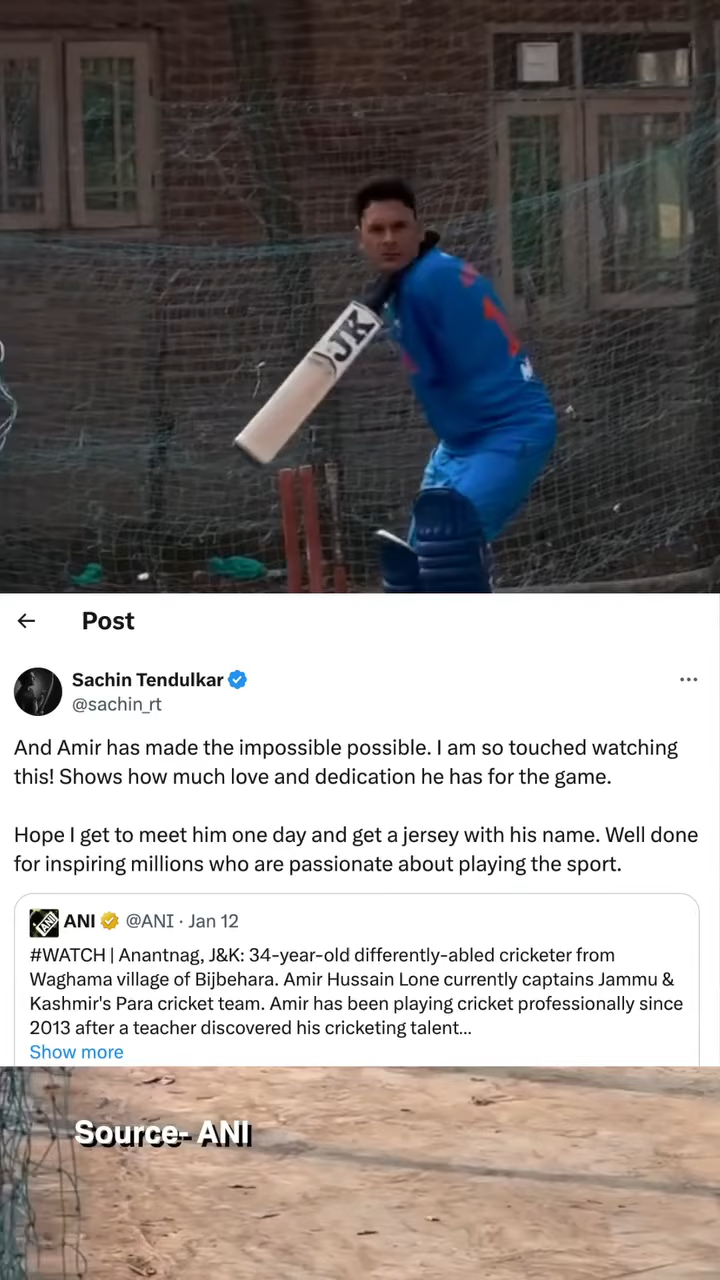 JK
Post
Sachin Tendulkar
@sachin_rt
And Amir has made the impossible possible. I am so touched watching
this! Shows how much love and dedication he has for the game.
Hope I get to meet him one day and get a jersey with his name. Well done
for inspiring millions who are passionate about playing the sport.
ANI
ANI @ANI · Jan 12
#WATCH | Anantnag, J&K: 34-year-old differently-abled cricketer from
Waghama village of Bijbehara. Amir Hussain Lone currently captains Jammu &
Kashmir's Para cricket team. Amir has been playing cricket professionally since
2013 after a teacher discovered his cricketing talent...
Show more
Source- ANI